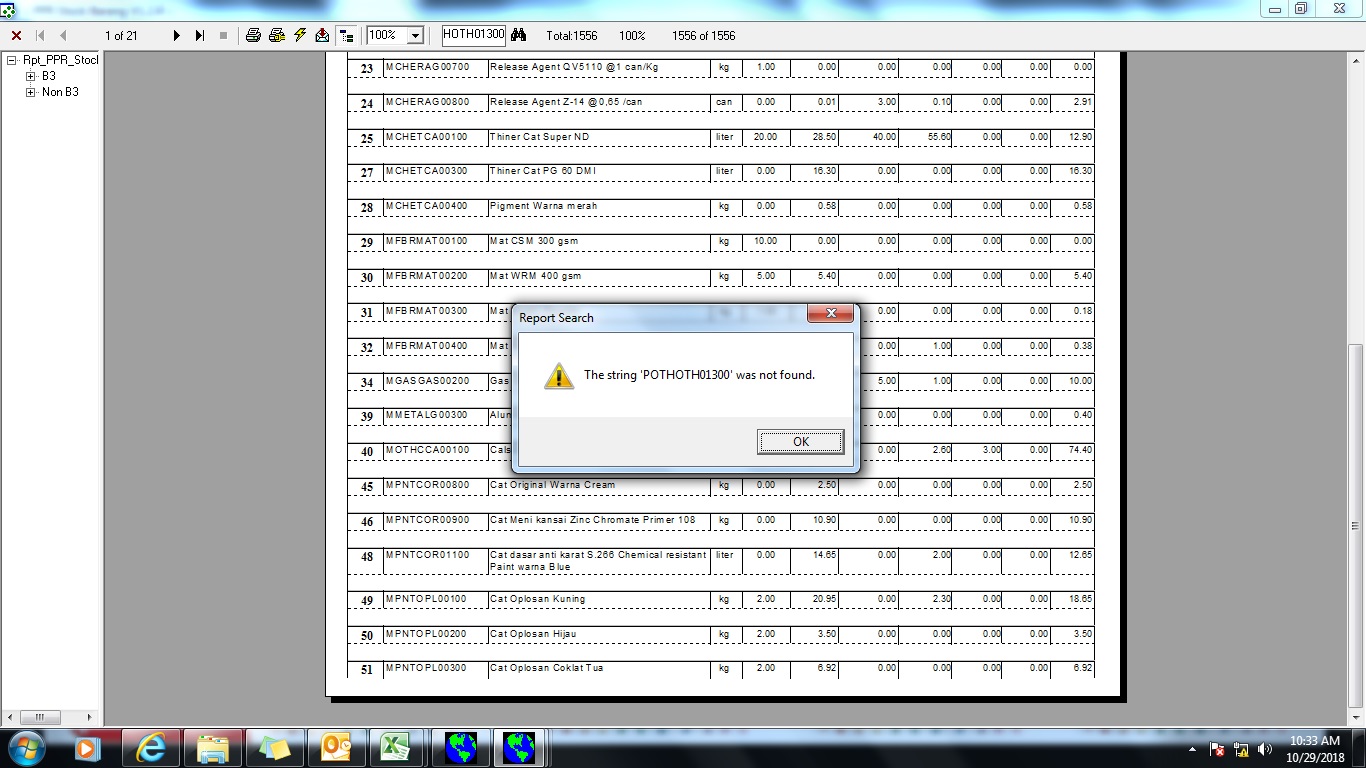 1 of 21
100%
HOTH01300
Total:1556
100%
1556 of 1556
Rpt_PPR_Stocl
B3
Non B3
23 MCHERAG00700 Release Agent QV5110 @1 can/Kg kg 1.00 0.00 0.00 0.00 0.00 0.00 0.00
24 MCHERAG00800 Release Agent Z-14 @0,65 /can can 0.00 0.01 3.00 0.10 0.00 0.00 2.91
25 MCHETCA00100 Thiner Cat Super ND liter 20.00 28.50 40.00 55.60 0.00 0.00 12.90
27 MCHETCA00300 Thiner Cat PG 60 DMI liter 0.00 16.30 0.00 0.00 0.00 0.00 16.30
28 MCHETCA00400 Pigment Warna merah kg 0.00 0.58 0.00 0.00 0.00 0.00 0.58
29 MFBRMAT00100 Mat CSM 300 gsm kg 10.00 0.00 0.00 0.00 0.00 0.00 0.00
30 MFBRMAT00200 Mat WRM 400 gsm kg 5.00 5.40 0.00 0.00 0.00 0.00 5.40
31 MFBRMAT00300 Mat 0.00 0.00 0.00 0.00 0.18
32 MFBRMAT00400 Mat 0.00 1.00 0.00 0.00 0.38
34 MGASGAS00200 Gas 5.00 1.00 0.00 0.00 10.00
39 MMETALG00300 Alun 0.00 0.00 0.00 0.00 0.40
40 MOTHCCA00100 Cals 0.00 2.60 3.00 0.00 74.40
45 MPNTCOR00800 Cat Original Warna Cream kg 0.00 2.50 0.00 0.00 0.00 0.00 2.50
46 MPNTCOR00900 Cat Meni kansai Zinc Chromate Primer 108 kg 0.00 10.90 0.00 0.00 0.00 0.00 10.90
48 MPNTCOR01100 Cat dasar anti karat S.266 Chemical resistant liter 0.00 14.65 0.00 2.00 0.00 0.00 12.65
Paint warna Blue
49 MPNTOPL00100 Cat Oplosan Kuning kg 2.00 20.95 0.00 2.30 0.00 0.00 18.65
50 MPNTOPL00200 Cat Oplosan Hijau kg 2.00 3.50 0.00 0.00 0.00 0.00 3.50
51 MPNTOPL00300 Cat Oplosan Coklat Tua kg 2.00 6.92 0.00 0.00 0.00 0.00 6.92
Report Search
The string 'POTHOTH01300' was not found.
OK
10:33 AM
10/29/2018